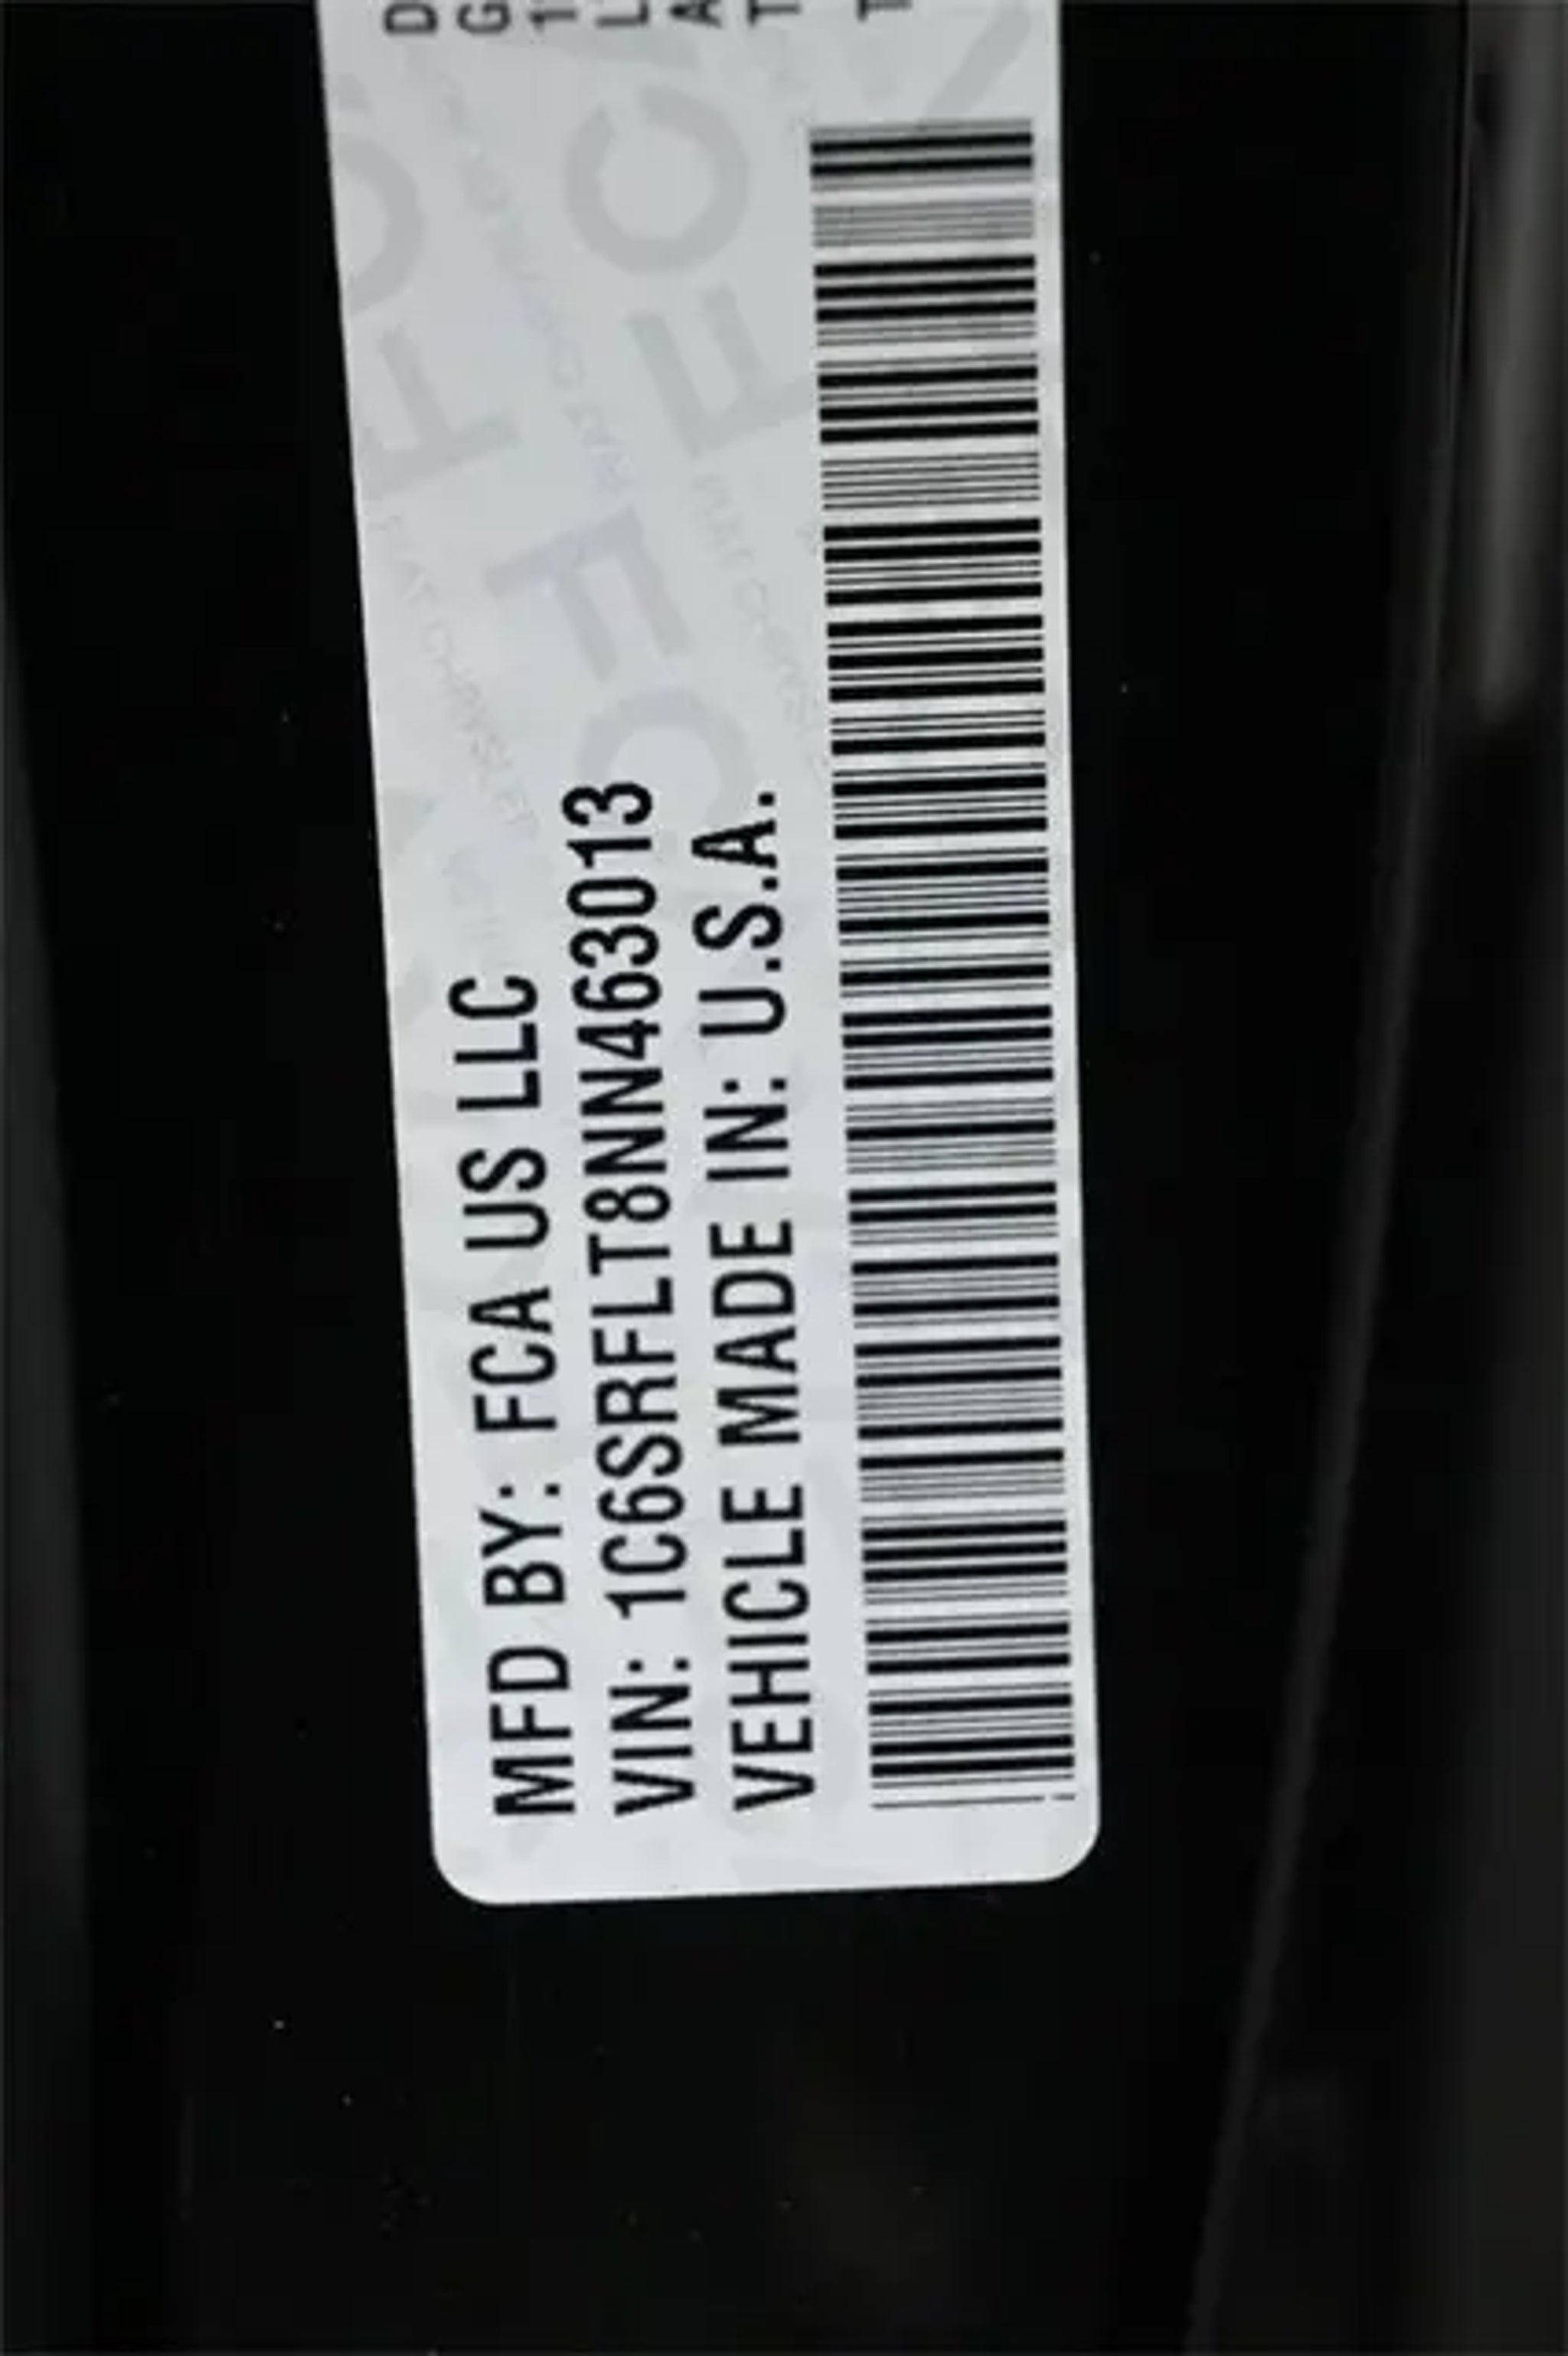 MFD BY: FCA US LLC
VIN: 1C6SRFLT8NN463013
VEHICLE MADE IN: U.S.A.